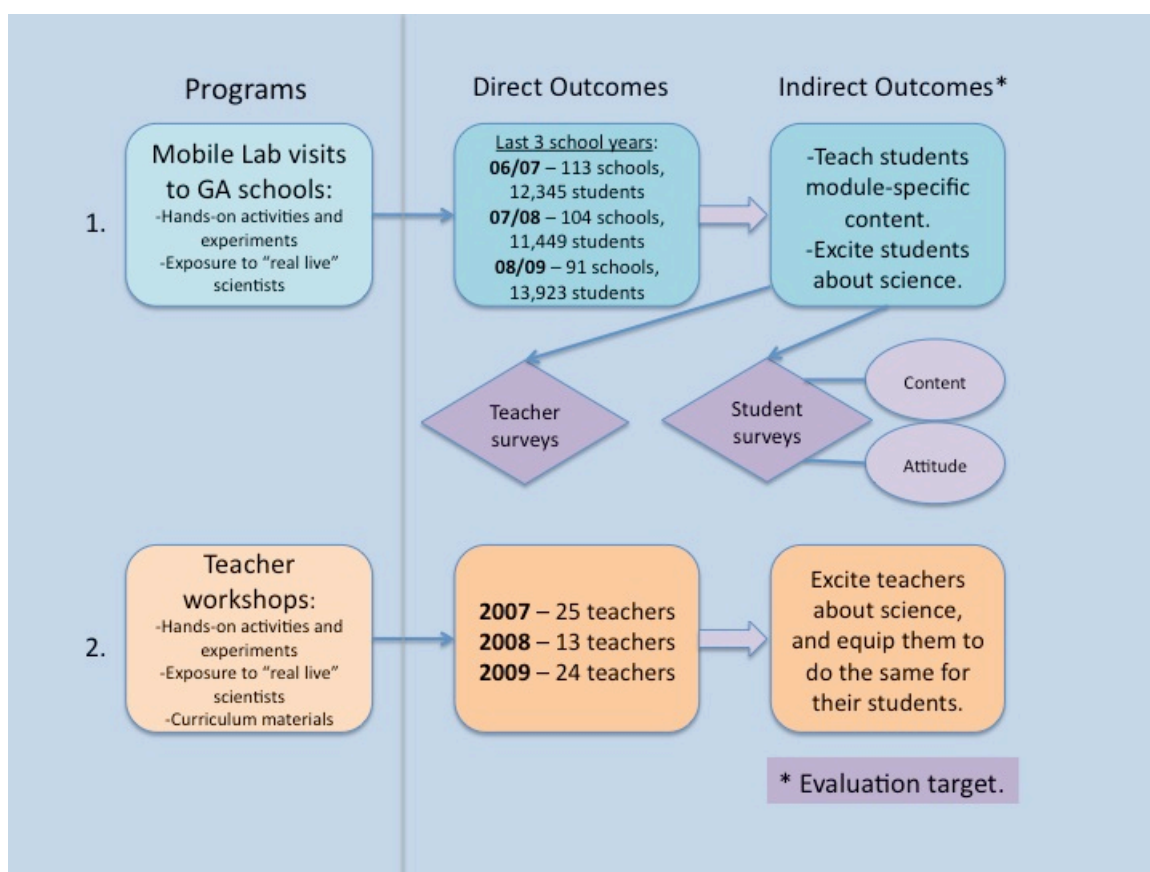 Programs
Direct Outcomes
Indirect Outcomes*
1.
Mobile Lab visits
to GA schools:
-Hands-on activities and
experiments
-Exposure to “real live”
scientists
Last 3 school years:
06/07 – 113 schools,
12,345 students
07/08 – 104 schools,
11,449 students
08/09 – 91 schools,
13,923 students
-Teach students
module-specific
content.
-Excite students
about science.
Teacher
surveys
Student
surveys
Content
Attitude
2.
Teacher
workshops:
-Hands-on activities and
experiments
-Exposure to “real live”
scientists
-Curriculum materials
2007 – 25 teachers
2008 – 13 teachers
2009 – 24 teachers
Excite teachers
about science,
and equip them to
do the same for
their students.
* Evaluation target.